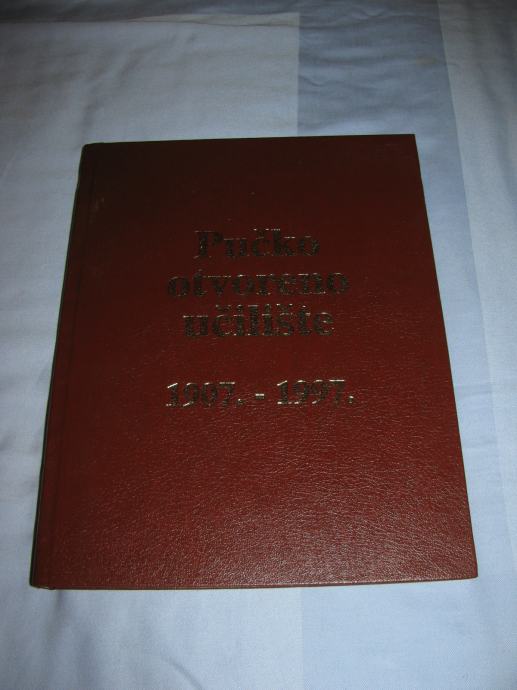 Pučko
otvoreno
učilište
1907. - 1997.